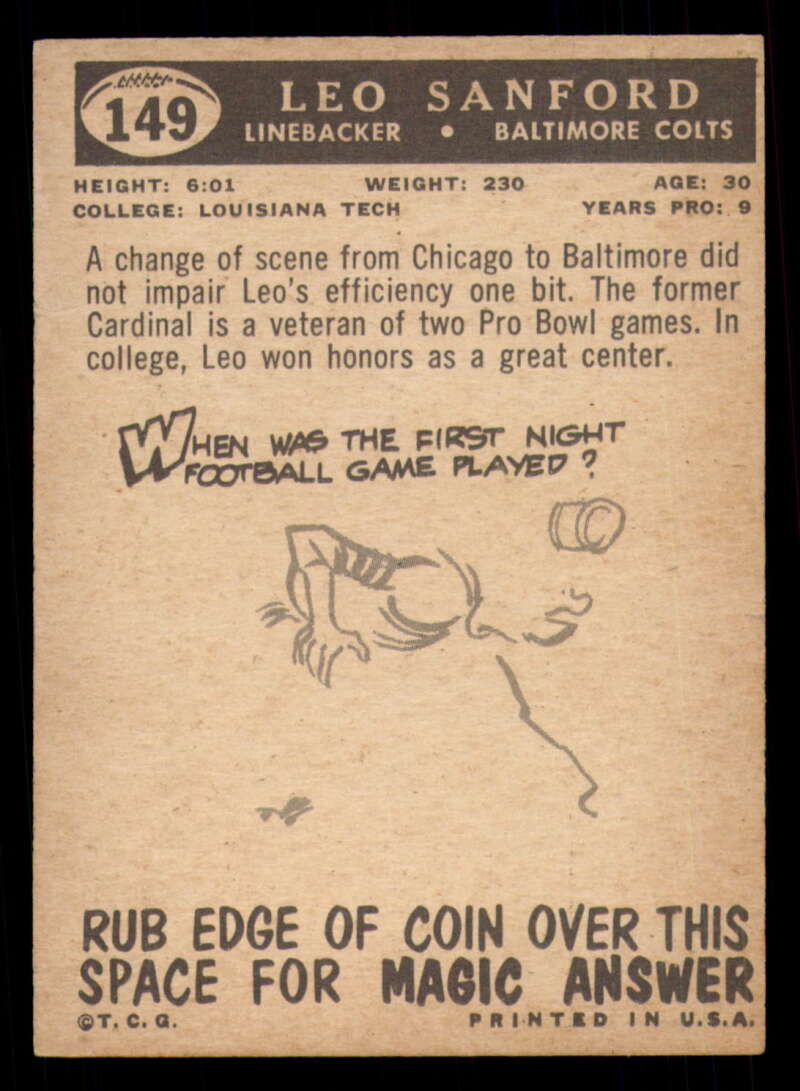 149
LEO SANFORD
LINEBACKER • BALTIMORE COLTS
HEIGHT: 6:01 WEIGHT: 230 AGE: 30
COLLEGE: LOUISIANA TECH YEARS PRO: 9
A change of scene from Chicago to Baltimore did
not impair Leo's efficiency one bit. The former
Cardinal is a veteran of two Pro Bowl games. In
college, Leo won honors as a great center.
WHEN WAS THE FIRST NIGHT
FOOTBALL GAME PLAYED?
RUB EDGE OF COIN OVER THIS
SPACE FOR MAGIC ANSWER
©T. C. G. PRINTED IN U.S.A.